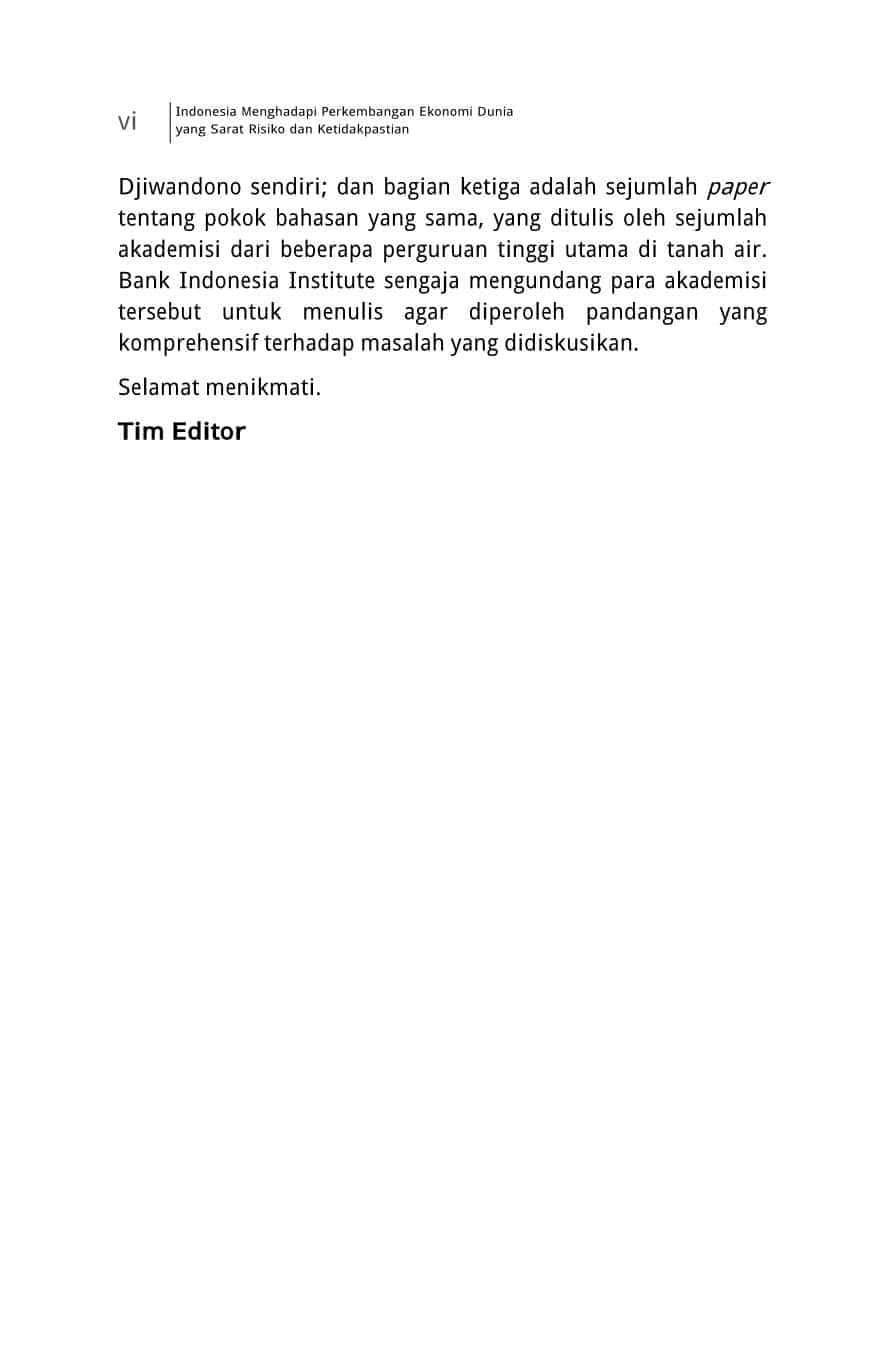 vi
Indonesia Menghadapi Perkembangan Ekonomi Dunia
yang Sarat Risiko dan Ketidakpastian
Djiwandono sendiri; dan bagian ketiga adalah sejumlah paper
tentang pokok bahasan yang sama, yang ditulis oleh sejumlah
akademisi dari beberapa perguruan tinggi utama di tanah air.
Bank Indonesia Institute sengaja mengundang para akademisi
tersebut untuk menulis agar diperoleh pandangan yang
komprehensif terhadap masalah yang didiskusikan.
Selamat menikmati.
Tim Editor